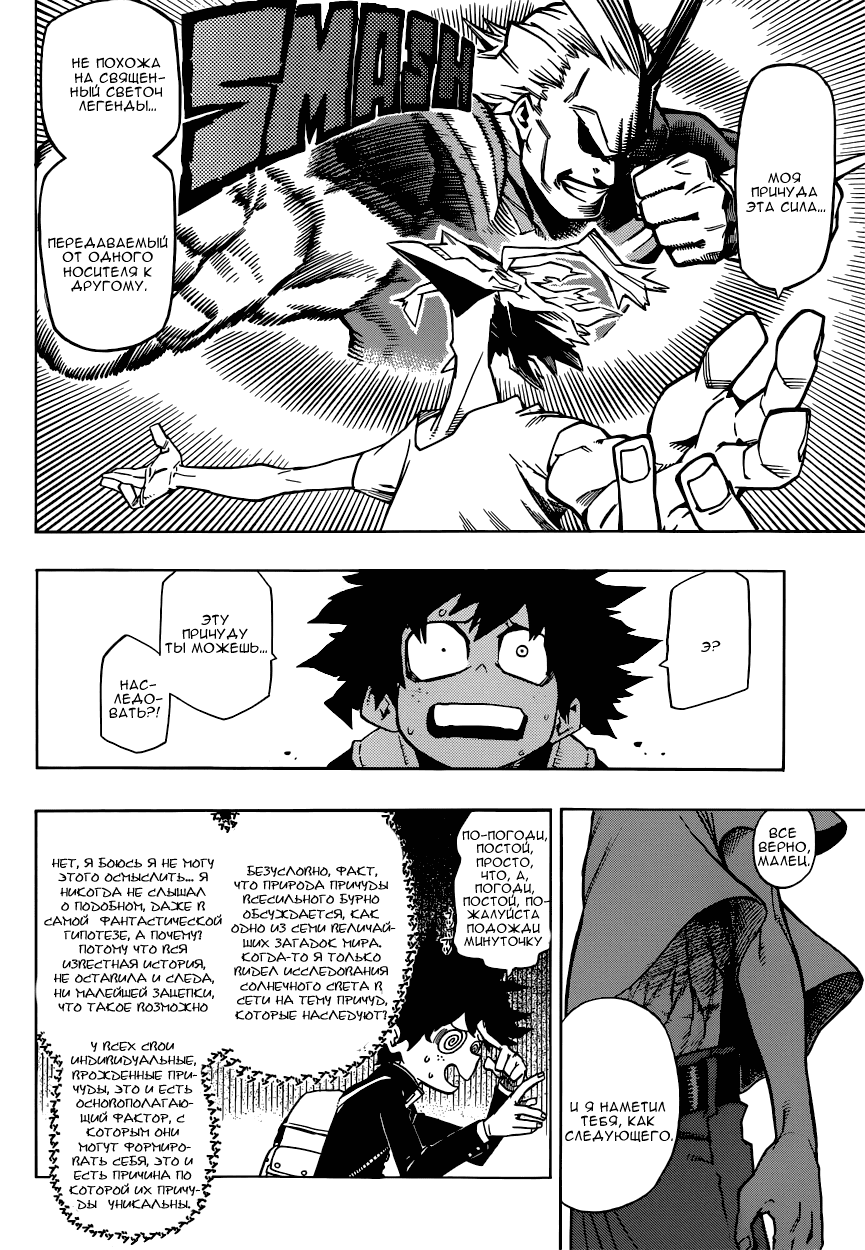 МОЯ
ПРИЧУДА
ЭТА СИЛА...
SMASH
НЕ ПОХОЖА
НА СВЯЩЕН-
НЫЙ СВЕТОЧ
ЛЕГЕНДЫ...
ПЕРЕДАВАЕМЫЙ
ОТ ОДНОГО
НОСИТЕЛЯ К
ДРУГОМУ.
Э?
ЭТУ
ПРИЧУДУ
ТЫ МОЖЕШЬ...
НАС-
ЛЕДО-
ВАТЬ?!
ВСЕ
ВЕРНО,
МАЛЕЦ.
И Я НАМЕТИЛ
ТЕБЯ, КАК
СЛЕДУЮЩЕГО.
ПО-ПОГОДИ,
ПОСТОЙ,
ПРОСТО,
ЧТО, А,
ПОГОДИ,
ПОСТОЙ, ПО-
ЖАЛУЙСТА
ПОДОЖДИ
МИНУТОЧКУ
БЕЗУСЛОВНО, ФАКТ,
ЧТО ПРИРОДА ПРИЧУДЫ
ВСЕСИЛЬНОГО БУРНО
ОБСУЖДАЕТСЯ, КАК
ОДНО ИЗ СЕМИ ВЕЛИЧАЙ-
ШИХ ЗАГАДОК МИРА.
КОГДА-ТО Я ТОЛЬКО
ВИДЕЛ ИССЛЕДОВАНИЯ
СОЛНЕЧНОГО СВЕТА В
СЕТИ НА ТЕМУ ПРИЧУД,
КОТОРЫЕ НАСЛЕДУЮТ?
НЕТ, Я БОЮСЬ Я НЕ МОГУ
ЭТОГО ОСМЫСЛИТЬ... Я
НИКОГДА НЕ СЛЫШАЛ
О ПОДОБНОМ, ДАЖЕ В
САМОЙ ФАНТАСТИЧЕСКОЙ
ГИПОТЕЗЕ, А ПОЧЕМУ?
ПОТОМУ ЧТО ВСЯ
ИЗВЕСТНАЯ ИСТОРИЯ,
НЕ ОСТАВИЛА И СЛЕДА,
НИ МАЛЕЙШЕЙ ЗАЦЕПКИ,
ЧТО ТАКОЕ ВОЗМОЖНО
У ВСЕХ СВОИ
ИНДИВИДУАЛЬНЫЕ,
ВРОЖДЕННЫЕ ПРИ-
ЧУДЫ, ЭТО И ЕСТЬ
ОСНОВОПОЛАГАЮ-
ЩИЙ ФАКТОР, С
КОТОРЫМ ОНИ
МОГУТ ФОРМИРО-
ВАТЬ СЕБЯ, ЭТО И
ЕСТЬ ПРИЧИНА ПО
КОТОРОЙ ИХ ПРИЧУ-
ДЫ УНИКАЛЬНЫ.